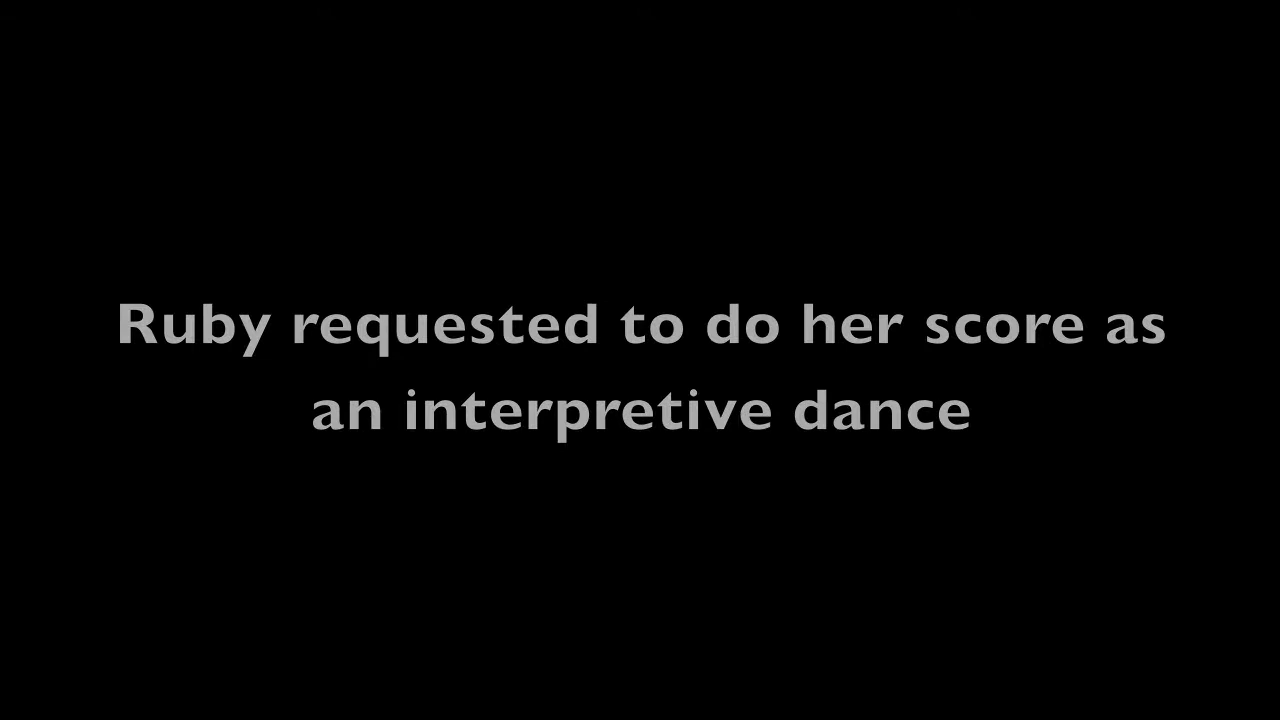 Ruby requested to do her score as
an interpretive dance